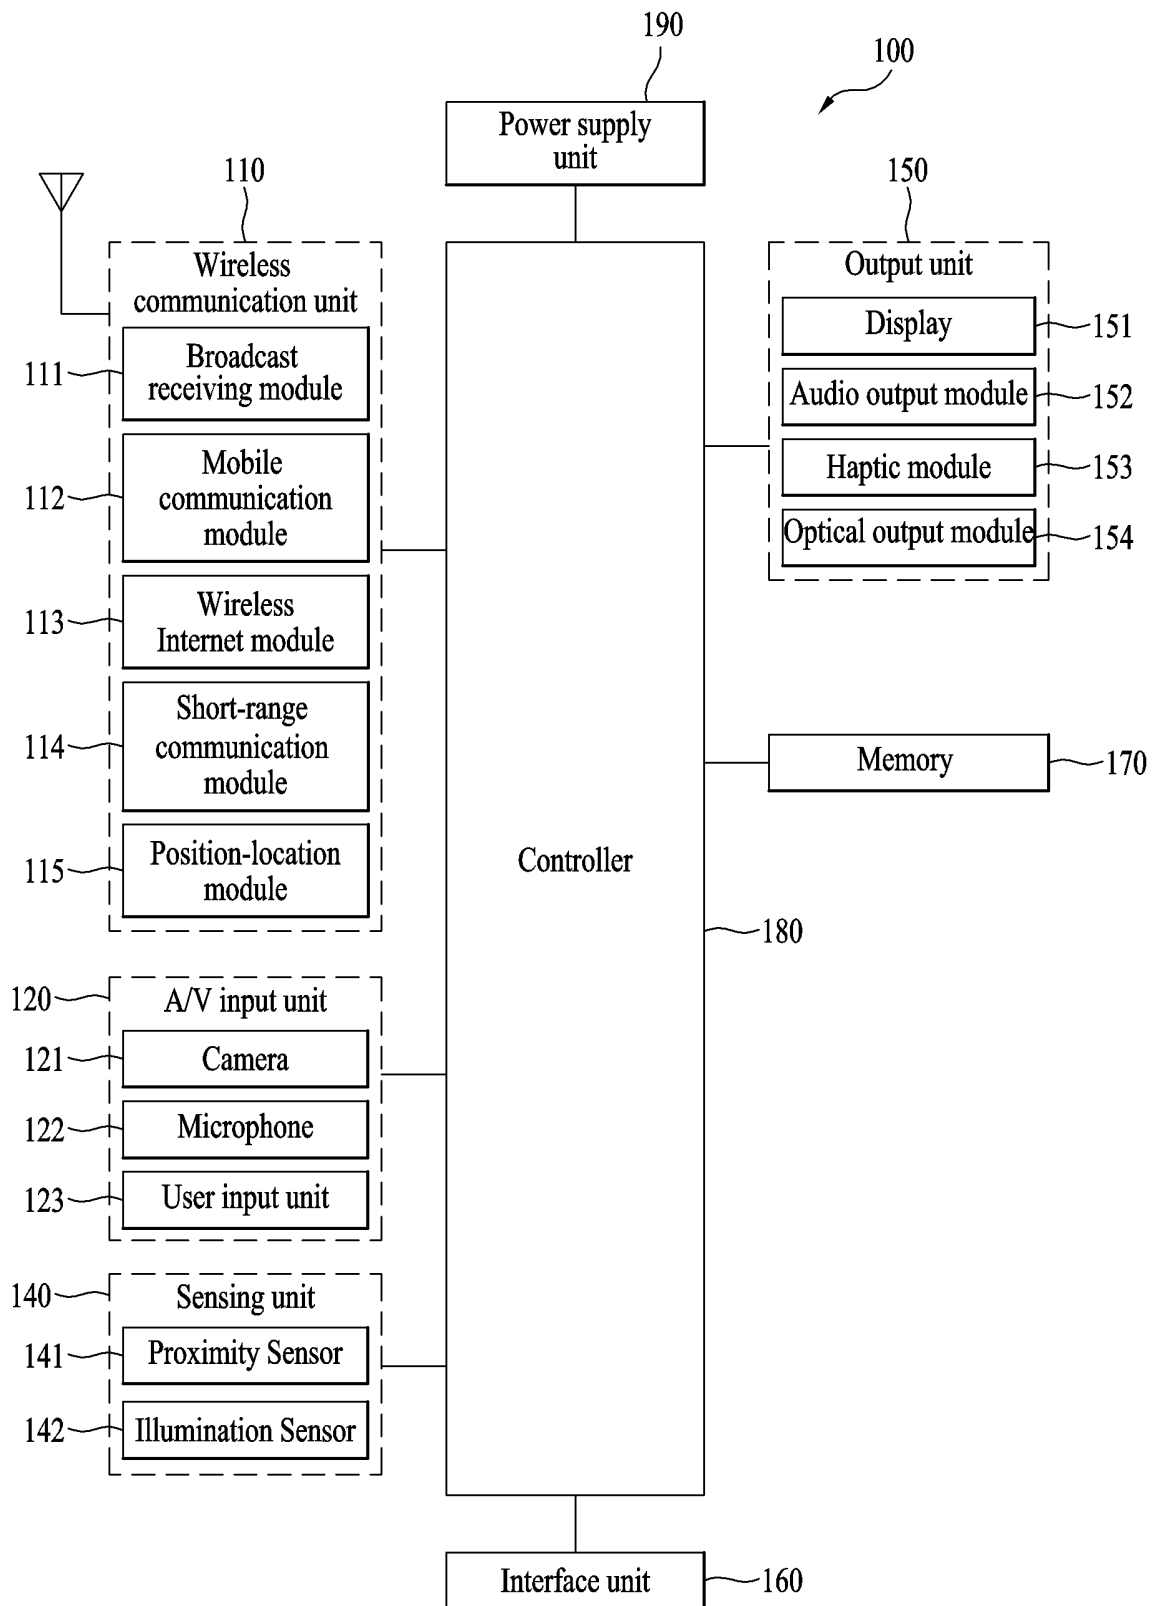 190
100
Power supply
unit
110
150
Wireless
communication unit
Output unit
111
Broadcast
receiving module
Display
151
Audio output module
152
112
Mobile
communication
module
Haptic module
153
Optical output module
154
113
Wireless
Internet module
114
Short-range
communication
module
Memory
170
115
Position-location
module
Controller
180
120
A/V input unit
121
Camera
122
Microphone
123
User input unit
140
Sensing unit
141
Proximity Sensor
142
Illumination Sensor
Interface unit
160